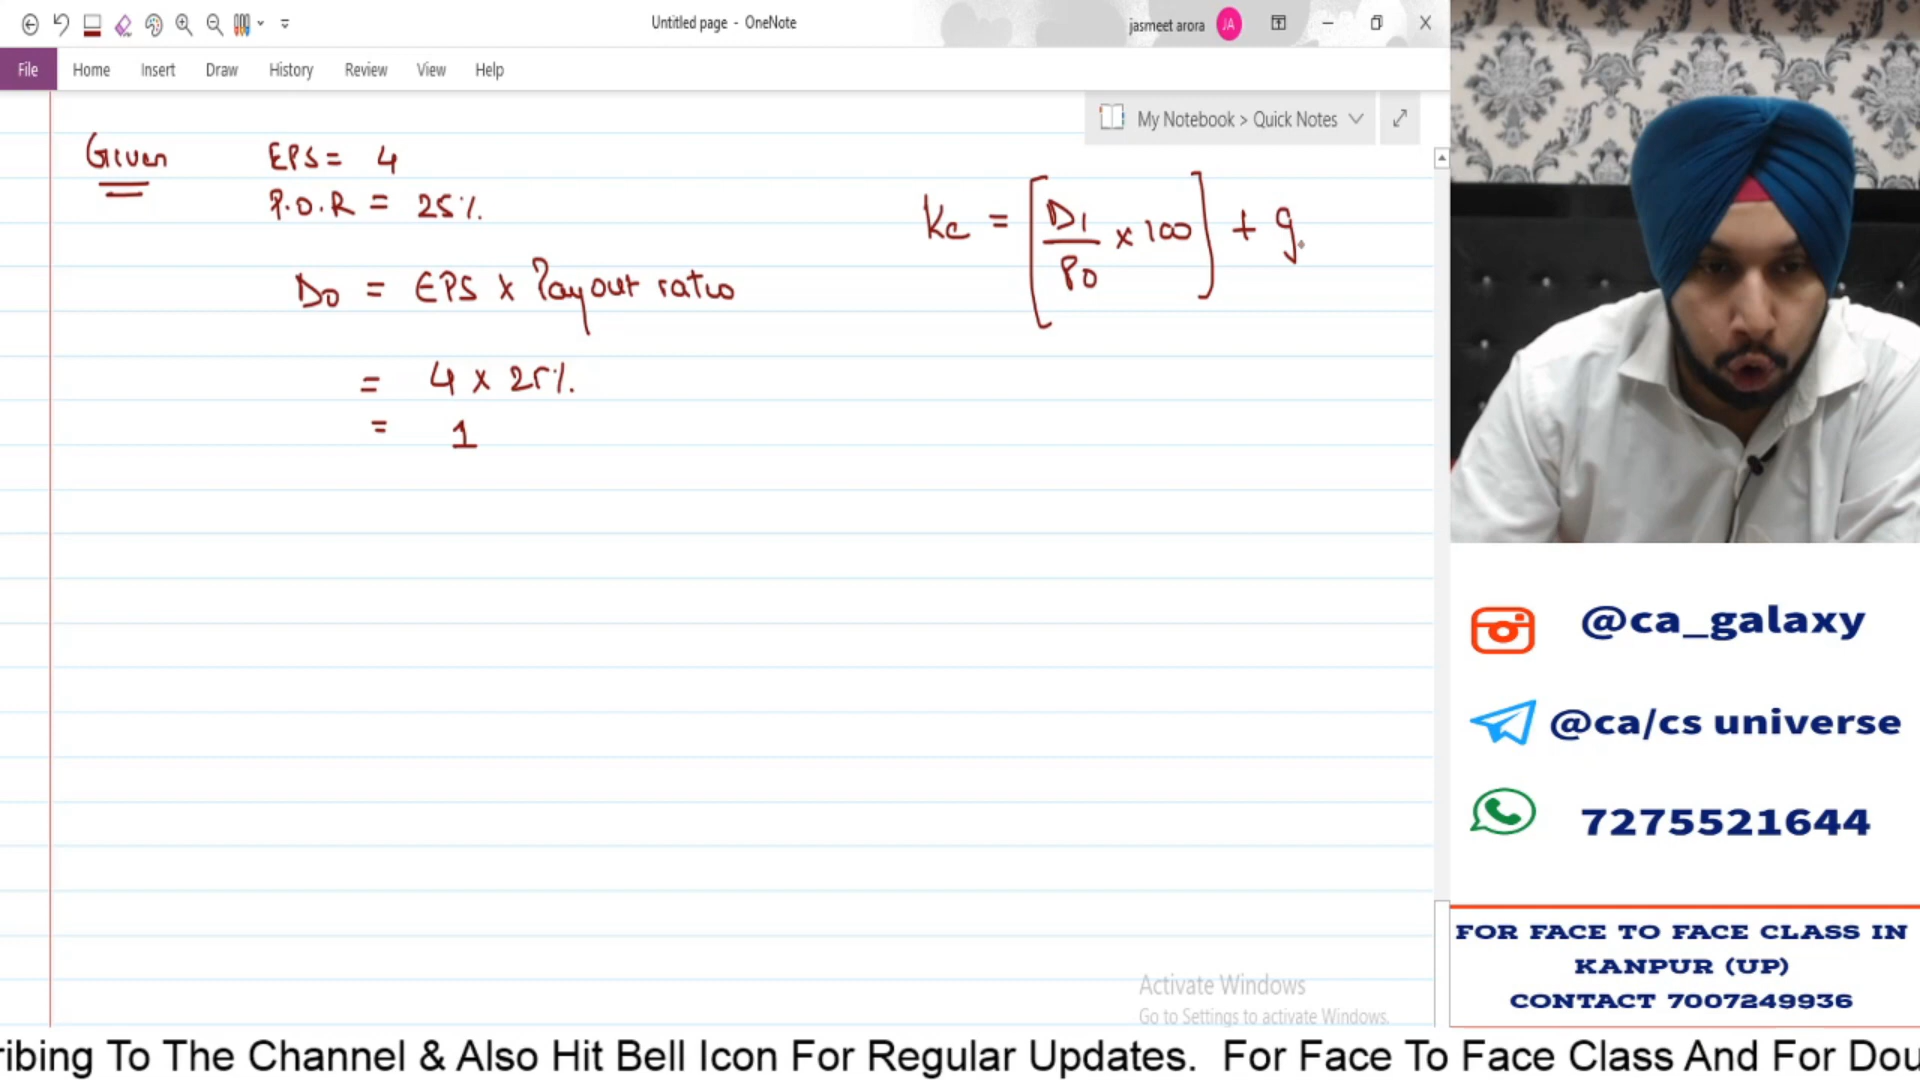 Untitled page - OneNote
jasmeet arora JA
File Home Insert Draw History Review View Help
My Notebook > Quick Notes
Given EPS = 4
P.O.R = 25%
D0 = EPS x Payout ratio
= 4 x 25%
= 1
Ke = [D1/P0 x 100] + g
@ca_galaxy
@ca/cs universe
7275521644
FOR FACE TO FACE CLASS IN
KANPUR (UP)
CONTACT 7007249936
Activate Windows
Go to Settings to activate Windows.
ribing To The Channel & Also Hit Bell Icon For Regular Updates. For Face To Face Class And For Dou